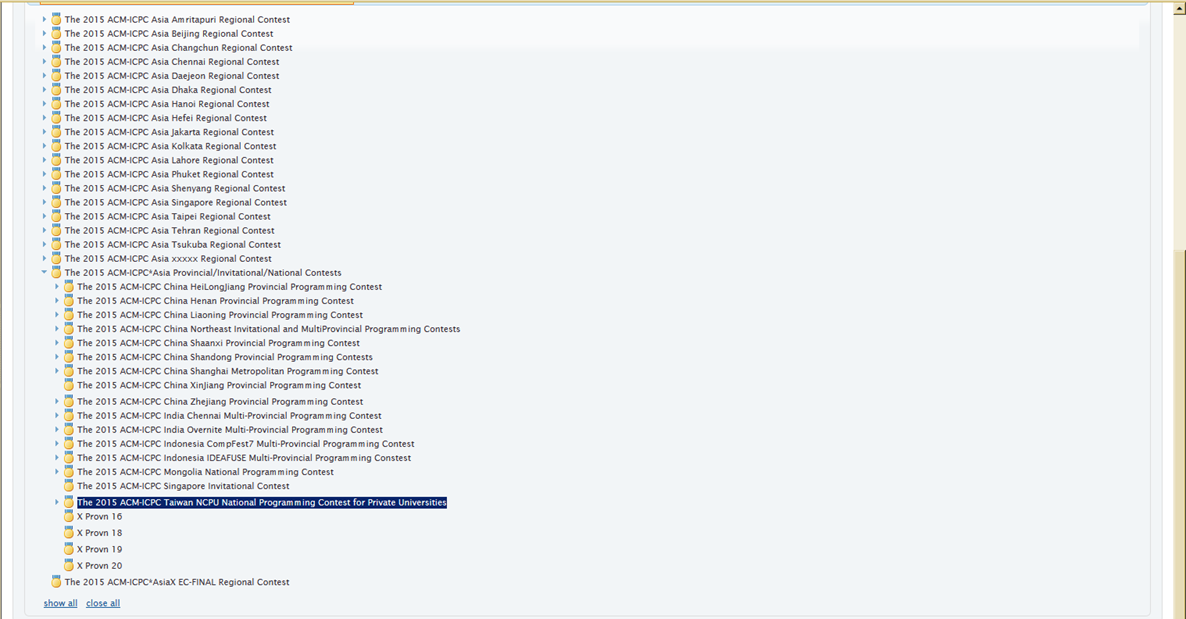 The 2015 ACM-ICPC Asia Amritapuri Regional Contest
The 2015 ACM-ICPC Asia Beijing Regional Contest
The 2015 ACM-ICPC Asia Changchun Regional Contest
The 2015 ACM-ICPC Asia Chennai Regional Contest
The 2015 ACM-ICPC Asia Daejeon Regional Contest
The 2015 ACM-ICPC Asia Dhaka Regional Contest
The 2015 ACM-ICPC Asia Hanoi Regional Contest
The 2015 ACM-ICPC Asia Hefei Regional Contest
The 2015 ACM-ICPC Asia Jakarta Regional Contest
The 2015 ACM-ICPC Asia Kolkata Regional Contest
The 2015 ACM-ICPC Asia Lahore Regional Contest
The 2015 ACM-ICPC Asia Phuket Regional Contest
The 2015 ACM-ICPC Asia Shenyang Regional Contest
The 2015 ACM-ICPC Asia Singapore Regional Contest
The 2015 ACM-ICPC Asia Taipei Regional Contest
The 2015 ACM-ICPC Asia Tehran Regional Contest
The 2015 ACM-ICPC Asia Tsukuba Regional Contest
The 2015 ACM-ICPC Asia xxxxx Regional Contest
The 2015 ACM-ICPC*Asia Provincial/Invitational/National Contests
The 2015 ACM-ICPC China HeiLongJiang Provincial Programming Contest
The 2015 ACM-ICPC China Henan Provincial Programming Contest
The 2015 ACM-ICPC China Liaoning Provincial Programming Contest
The 2015 ACM-ICPC China Northeast Invitational and MultiProvincial Programming Contests
The 2015 ACM-ICPC China Shaanxi Provincial Programming Contest
The 2015 ACM-ICPC China Shandong Provincial Programming Contests
The 2015 ACM-ICPC China Shanghai Metropolitan Programming Contest
The 2015 ACM-ICPC China XinJiang Provincial Programming Contest
The 2015 ACM-ICPC China Zhejiang Provincial Programming Contest
The 2015 ACM-ICPC India Chennai Multi-Provincial Programming Contest
The 2015 ACM-ICPC India Overnite Multi-Provincial Programming Contest
The 2015 ACM-ICPC Indonesia CompFest7 Multi-Provincial Programming Contest
The 2015 ACM-ICPC Indonesia IDEAFUSE Multi-Provincial Programming Constest
The 2015 ACM-ICPC Mongolia National Programming Contest
The 2015 ACM-ICPC Singapore Invitational Contest
The 2015 ACM-ICPC Taiwan NCPU National Programming Contest for Private Universities
X Provn 16
X Provn 18
X Provn 19
X Provn 20
The 2015 ACM-ICPC*AsiaX EC-FINAL Regional Contest
show all close all